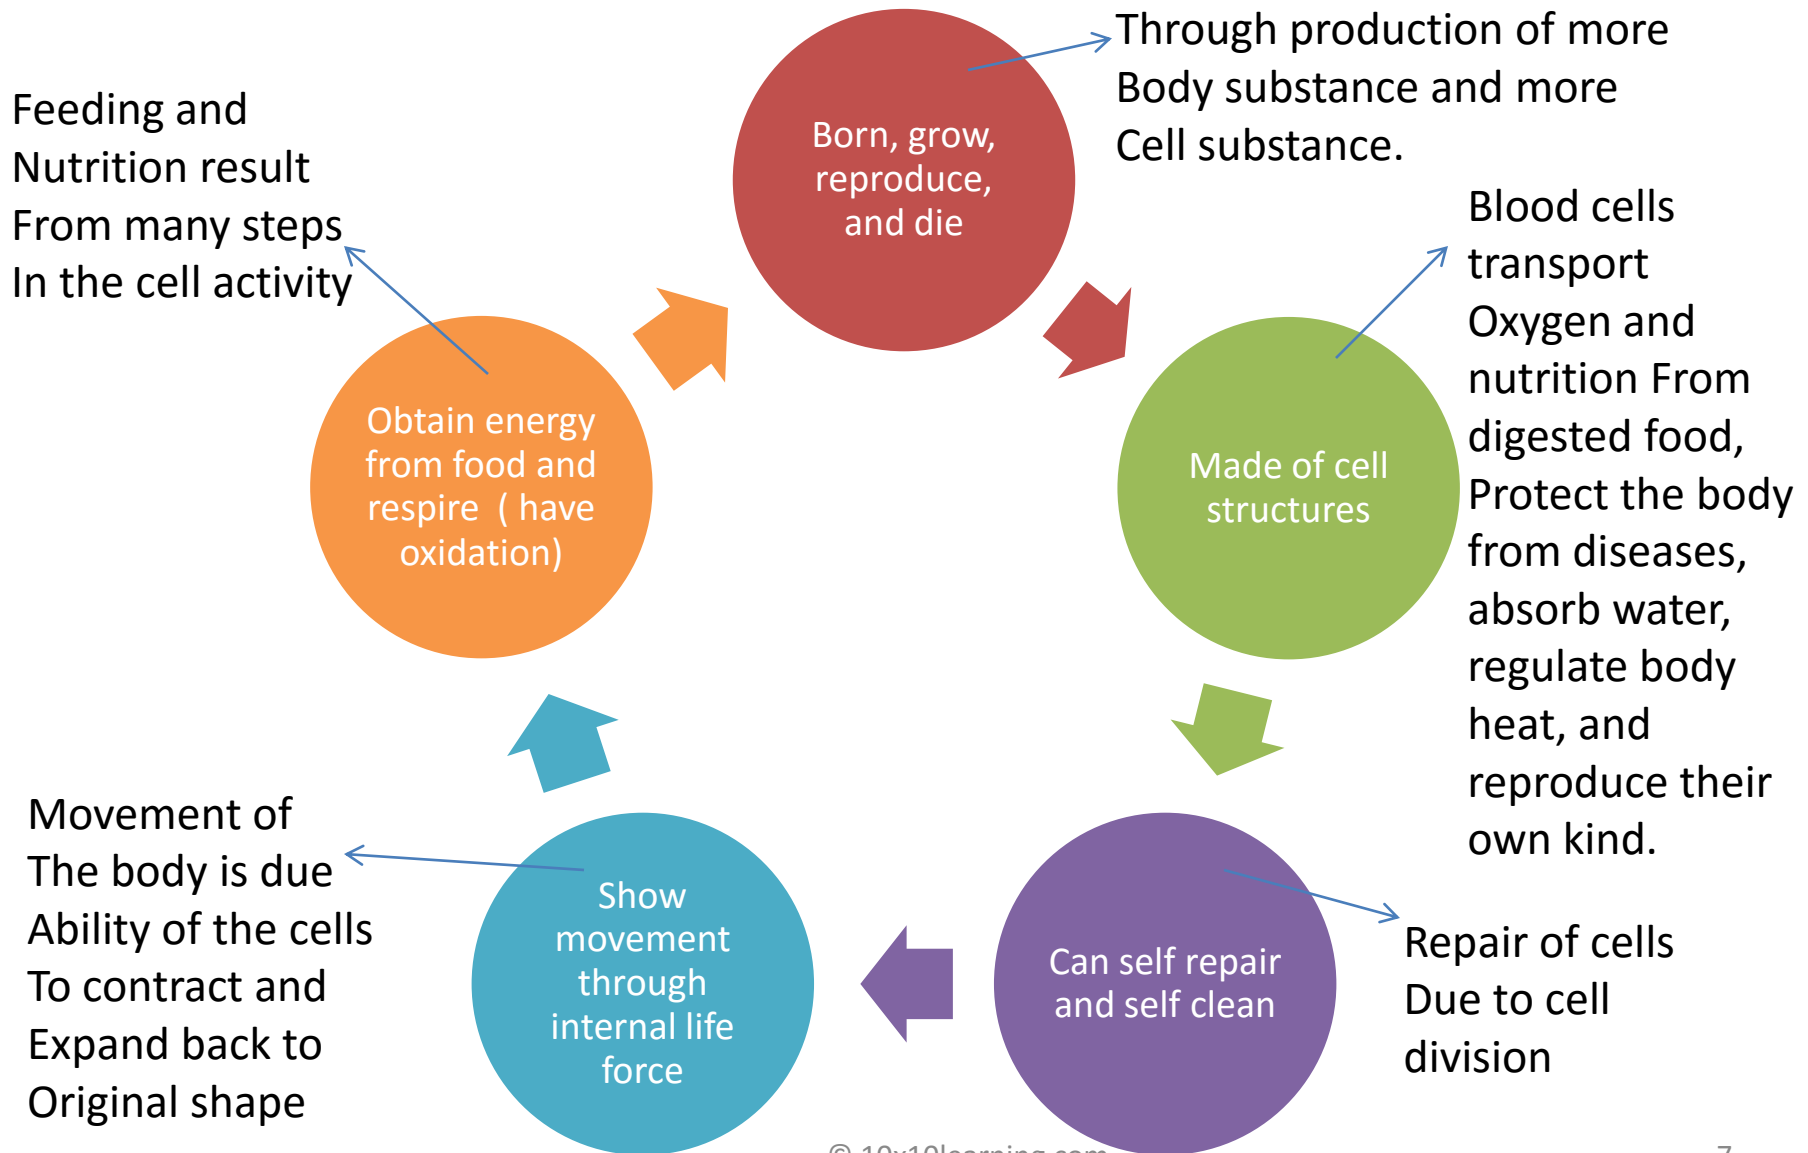 Born, grow,
reproduce,
and die
Through production of more
Body substance and more
Cell substance.
Made of cell
structures
Blood cells
transport
Oxygen and
nutrition From
digested food,
Protect the body
from diseases,
absorb water,
regulate body
heat, and
reproduce their
own kind.
Can self repair
and self clean
Repair of cells
Due to cell
division
Show
movement
through
internal life
force
Movement of
The body is due
Ability of the cells
To contract and
Expand back to
Original shape
Obtain energy
from food and
respire ( have
oxidation)
Feeding and
Nutrition result
From many steps
In the cell activity
© 10x10learning.com
7